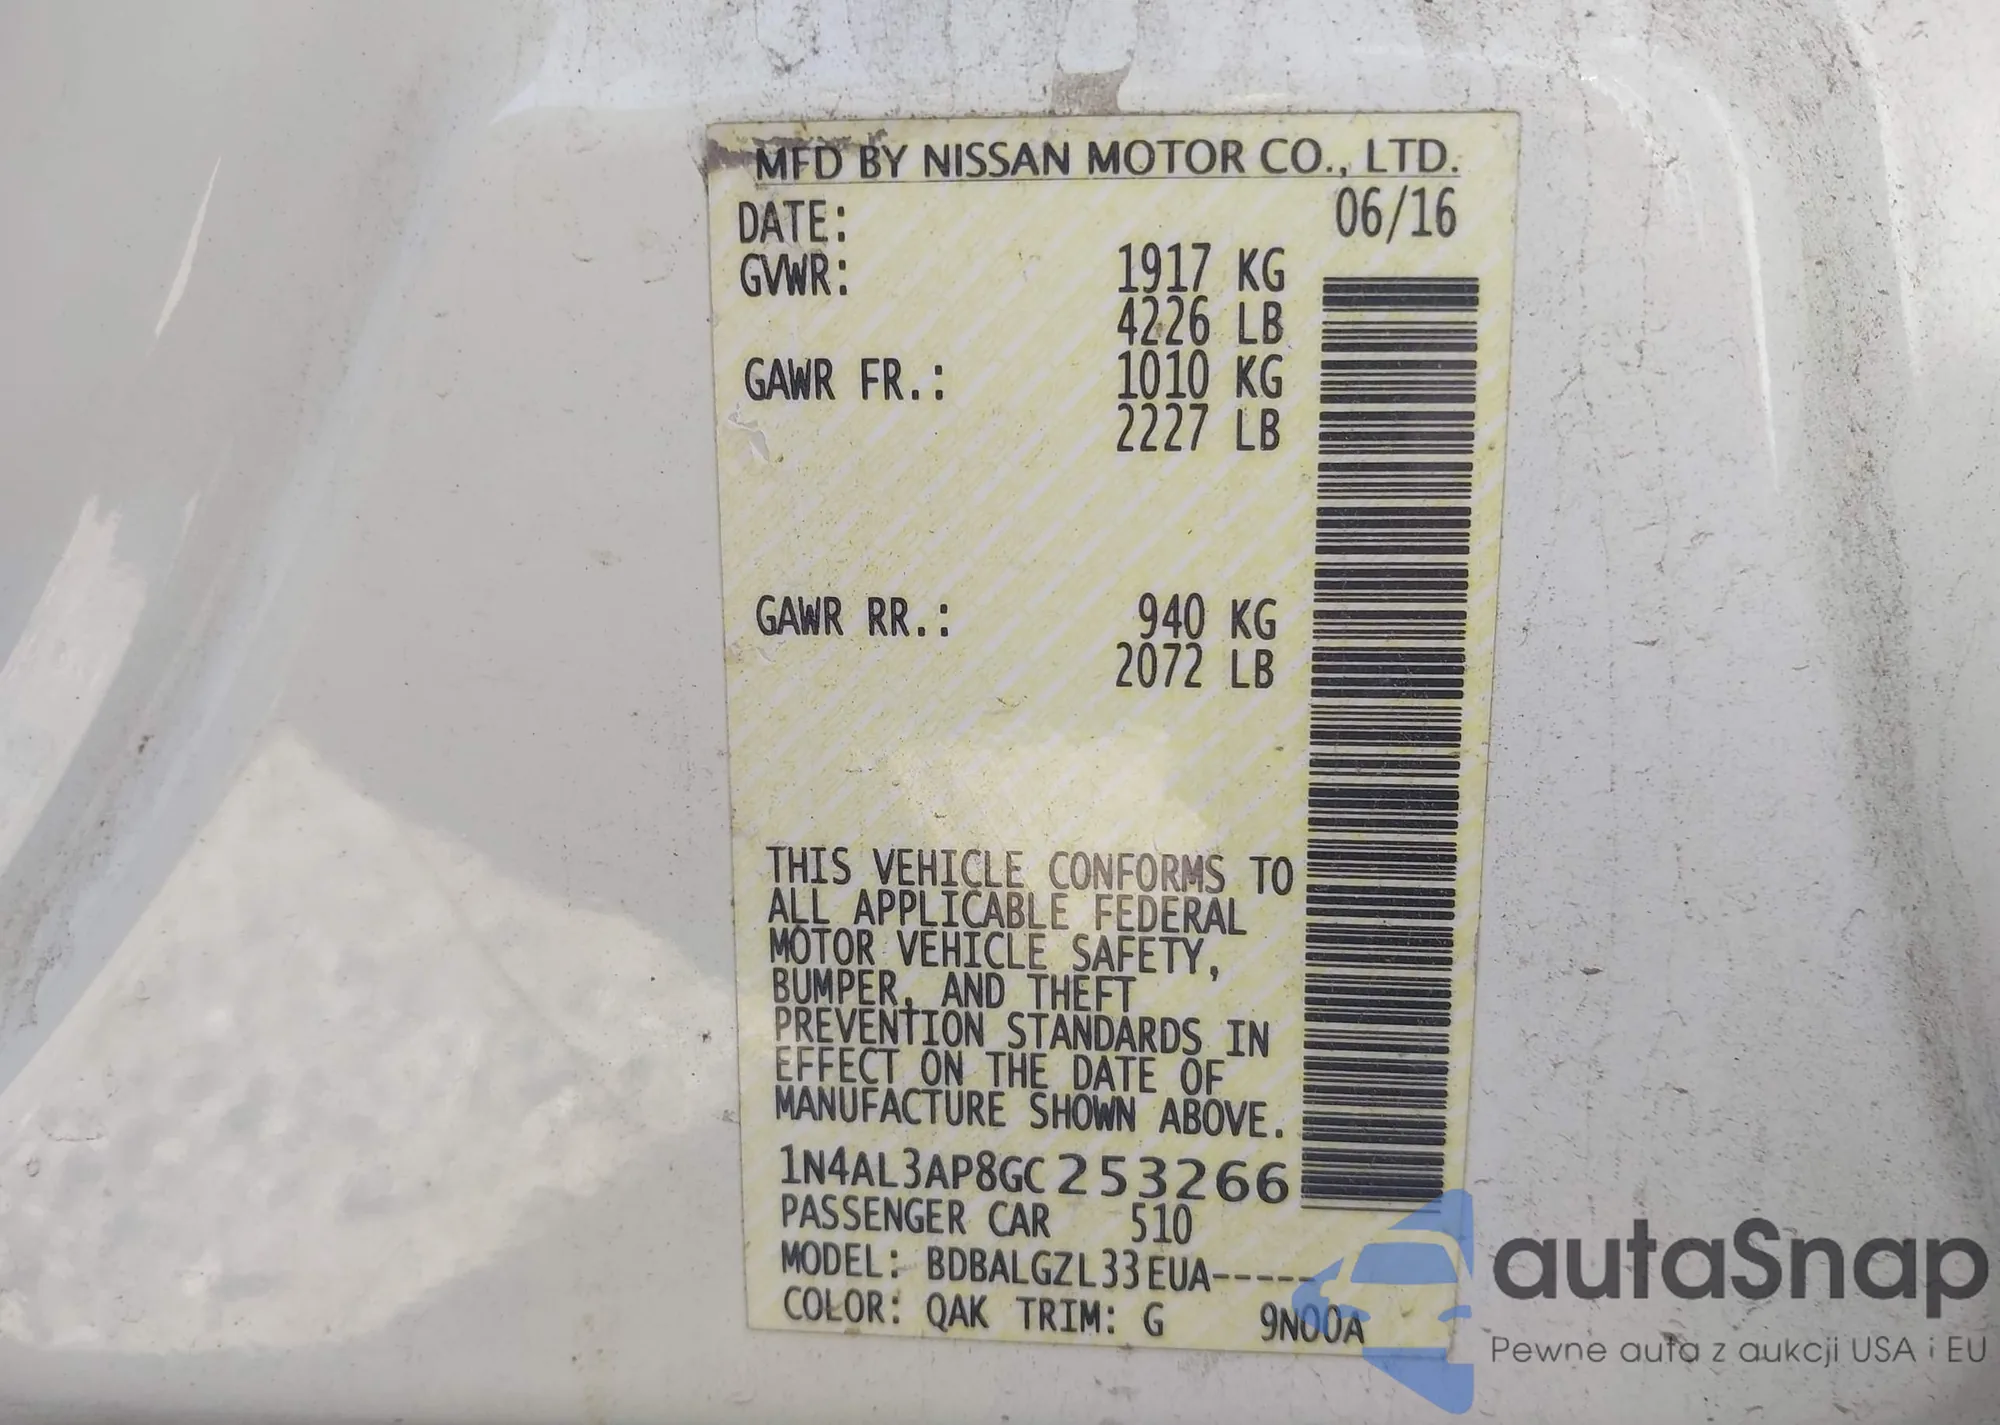 MFD BY NISSAN MOTOR CO., LTD.
DATE: 06/16
GVWR: 1917 KG
4226 LB
GAWR FR.: 1010 KG
2227 LB
GAWR RR.: 940 KG
2072 LB
THIS VEHICLE CONFORMS TO
ALL APPLICABLE FEDERAL
MOTOR VEHICLE SAFETY,
BUMPER, AND THEFT
PREVENTION STANDARDS IN
EFFECT ON THE DATE OF
MANUFACTURE SHOWN ABOVE.
1N4AL3AP8GC253266
PASSENGER CAR 510
MODEL: BDBALGZL33EUA-----
COLOR: QAK TRIM: G 9N00A
autaSnap
Pewne auta z aukcji USA i EU